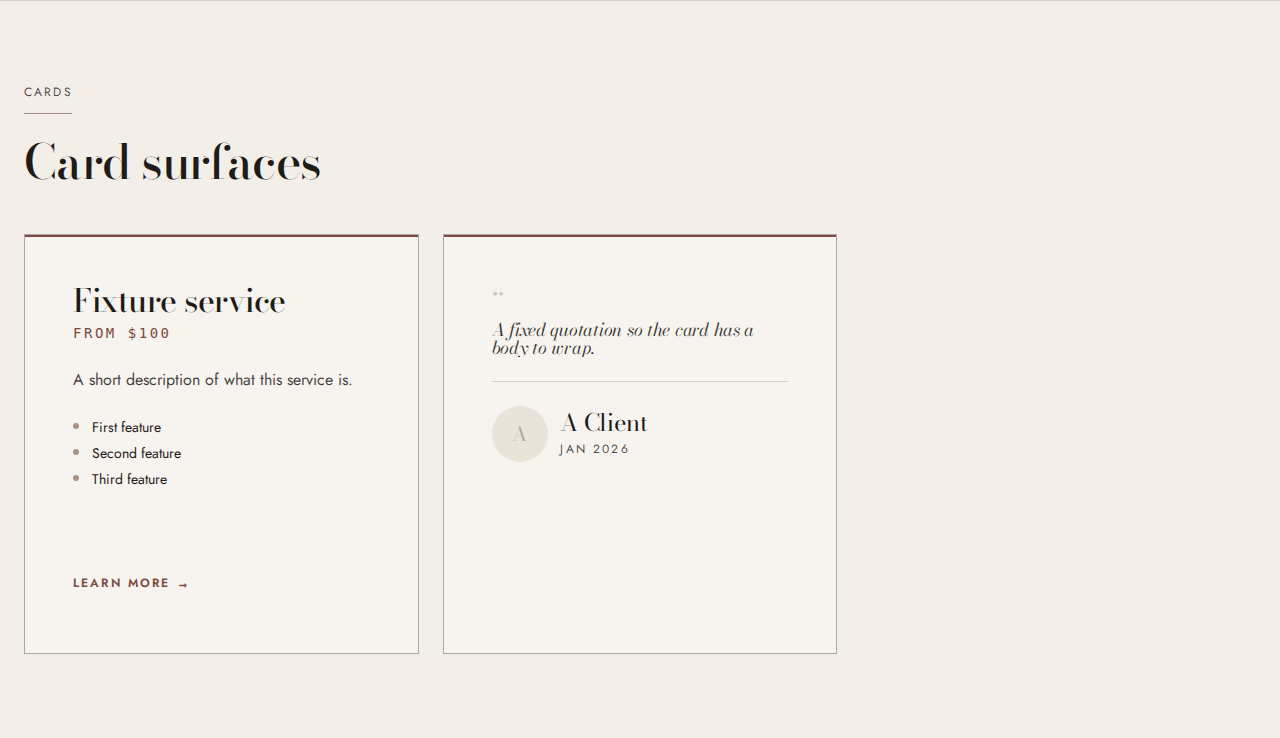 CARDS
Card surfaces
Fixture service
FROM $100
A short description of what this service is.
First feature
Second feature
Third feature
LEARN MORE →
"
A fixed quotation so the card has a
body to wrap.
A
A Client
JAN 2026